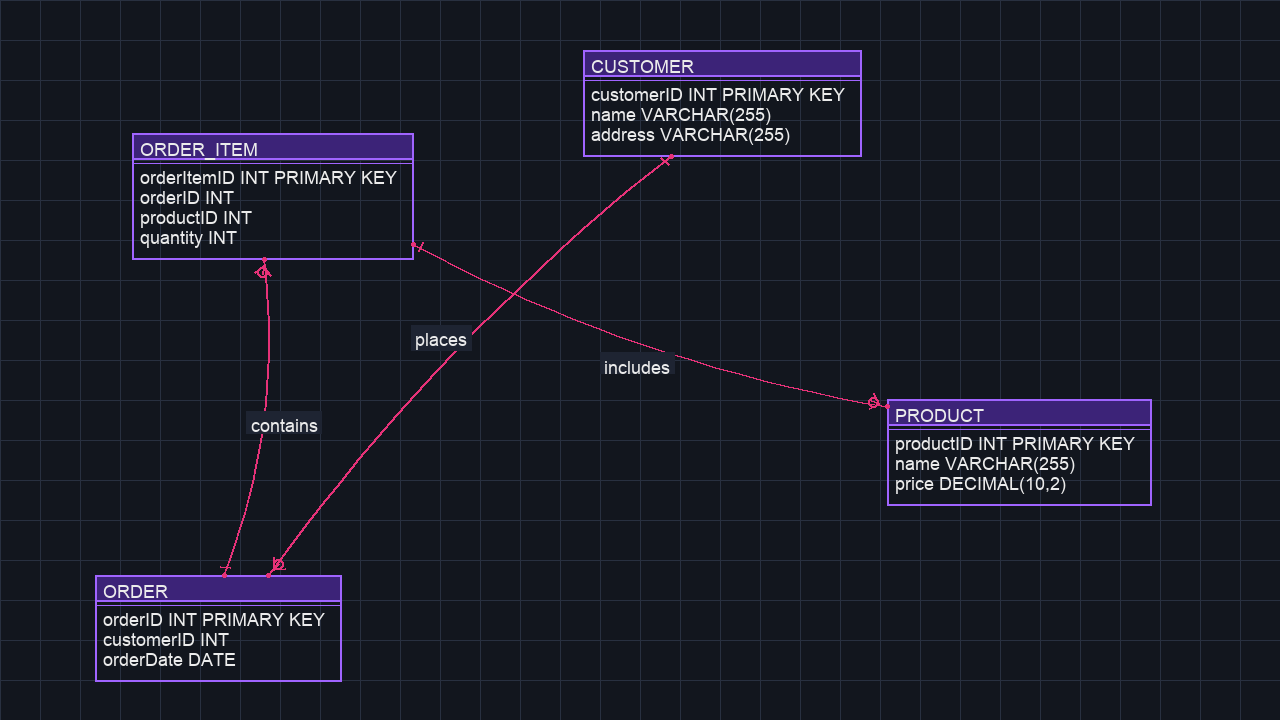 CUSTOMER
customerID INT PRIMARY KEY
name VARCHAR(255)
address VARCHAR(255)
ORDER_ITEM
orderItemID INT PRIMARY KEY
orderID INT
productID INT
quantity INT
places
includes
contains
PRODUCT
productID INT PRIMARY KEY
name VARCHAR(255)
price DECIMAL(10,2)
ORDER
orderID INT PRIMARY KEY
customerID INT
orderDate DATE